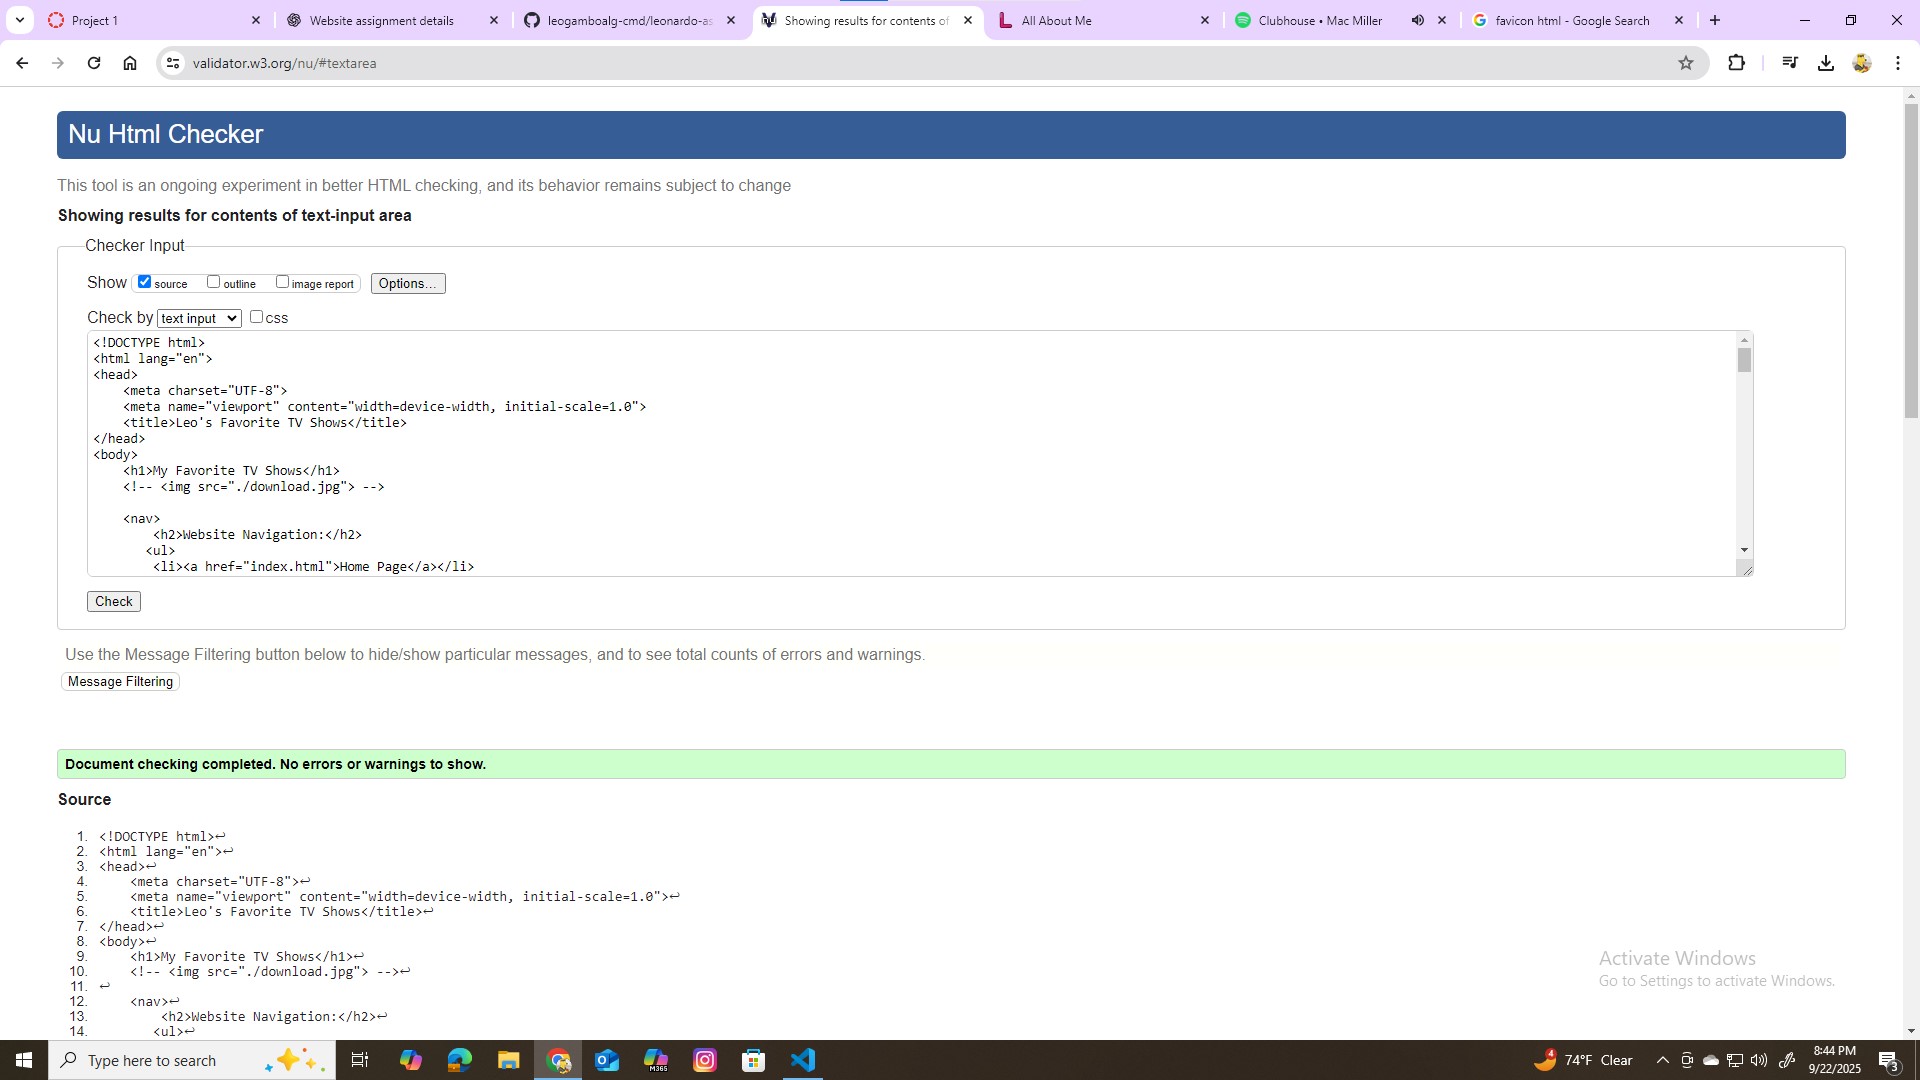 Project 1
Website assignment details
leogamboalg-cmd/leonardo-as
Showing results for contents of
All About Me
Clubhouse • Mac Miller
favicon html - Google Search
validator.w3.org/nu/#textarea
Nu Html Checker
This tool is an ongoing experiment in better HTML checking, and its behavior remains subject to change
Showing results for contents of text-input area
Checker Input
Show source outline image report Options...
Check by text input css
<!DOCTYPE html>
<html lang="en">
<head>
    <meta charset="UTF-8">
    <meta name="viewport" content="width=device-width, initial-scale=1.0">
    <title>Leo's Favorite TV Shows</title>
</head>
<body>
    <h1>My Favorite TV Shows</h1>
    <!-- <img src="./download.jpg"> -->
    <nav>
        <h2>Website Navigation:</h2>
       <ul>
        <li><a href="index.html">Home Page</a></li>
Check
Use the Message Filtering button below to hide/show particular messages, and to see total counts of errors and warnings.
Message Filtering
Document checking completed. No errors or warnings to show.
Source
1. <!DOCTYPE html>↩
2. <html lang="en">↩
3. <head>↩
4.     <meta charset="UTF-8">↩
5.     <meta name="viewport" content="width=device-width, initial-scale=1.0">↩
6.     <title>Leo's Favorite TV Shows</title>↩
7. </head>↩
8. <body>↩
9.     <h1>My Favorite TV Shows</h1>↩
10.     <!-- <img src="./download.jpg"> -->↩
11. ↩
12.     <nav>↩
13.         <h2>Website Navigation:</h2>↩
14.        <ul>↩
Activate Windows
Go to Settings to activate Windows.
Type here to search
M365
4
74°F Clear
8:44 PM
9/22/2025
3